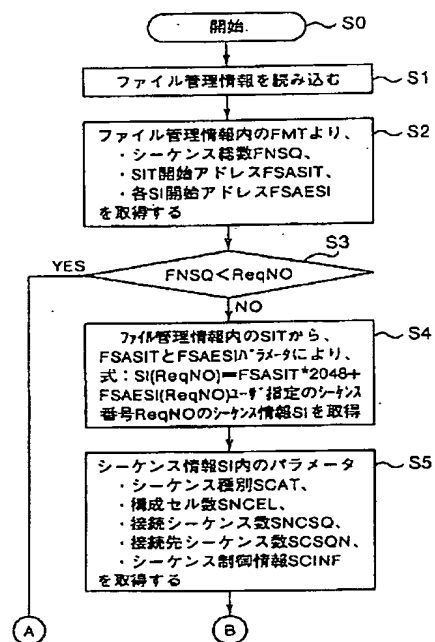 開始
S0
ファイル管理情報を読み込む
S1
ファイル管理情報内のFMTより、
・シーケンス総数FNSQ、
・SIT開始アドレスFSASIT、
・各SI開始アドレスFSAESI
を取得する
S2
FNSQ<ReqNO
S3
YES
NO
ファイル管理情報内のSITから、
FSASITとFSAESIパラメータにより、
式：SI(ReqNO)=FSASIT*2048+
FSAESI(ReqNO)ユーザ指定のシーケンス
番号ReqNOのシーケンス情報SIを取得
S4
シーケンス情報SI内のパラメータ
・シーケンス種別SCAT、
・構成セル数SNCEL、
・接続シーケンス数SNCSQ、
・接続先シーケンス数SCSQN、
・シーケンス制御情報SCINF
を取得する
S5
A
B